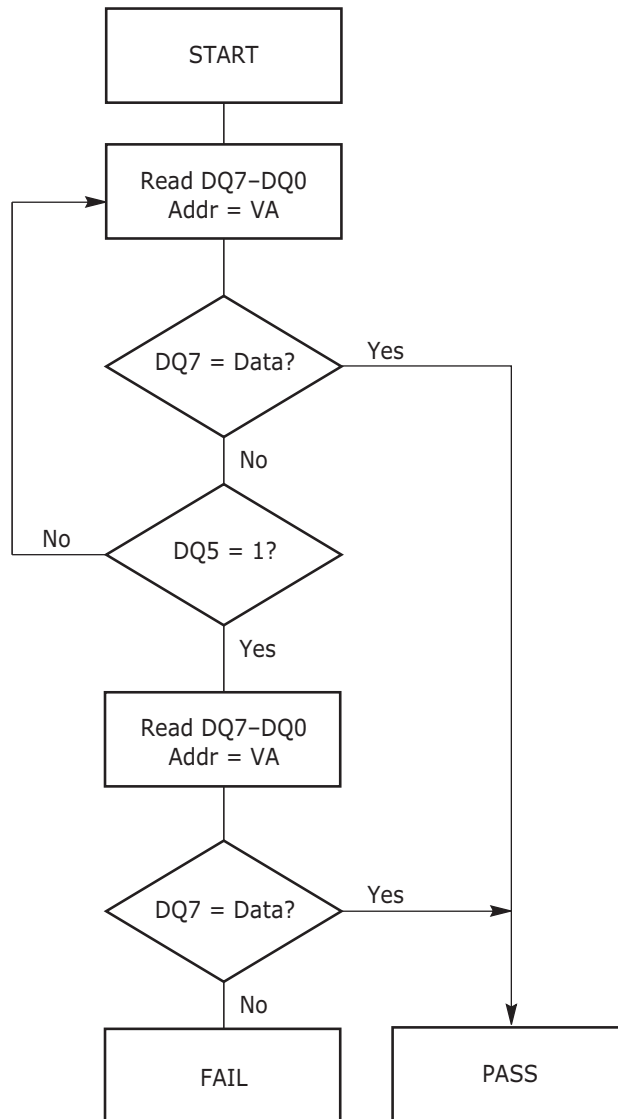 START
Read DQ7–DQ0
Addr = VA
DQ7 = Data?
Yes
No
No
DQ5 = 1?
Yes
Read DQ7–DQ0
Addr = VA
DQ7 = Data?
Yes
No
FAIL
PASS